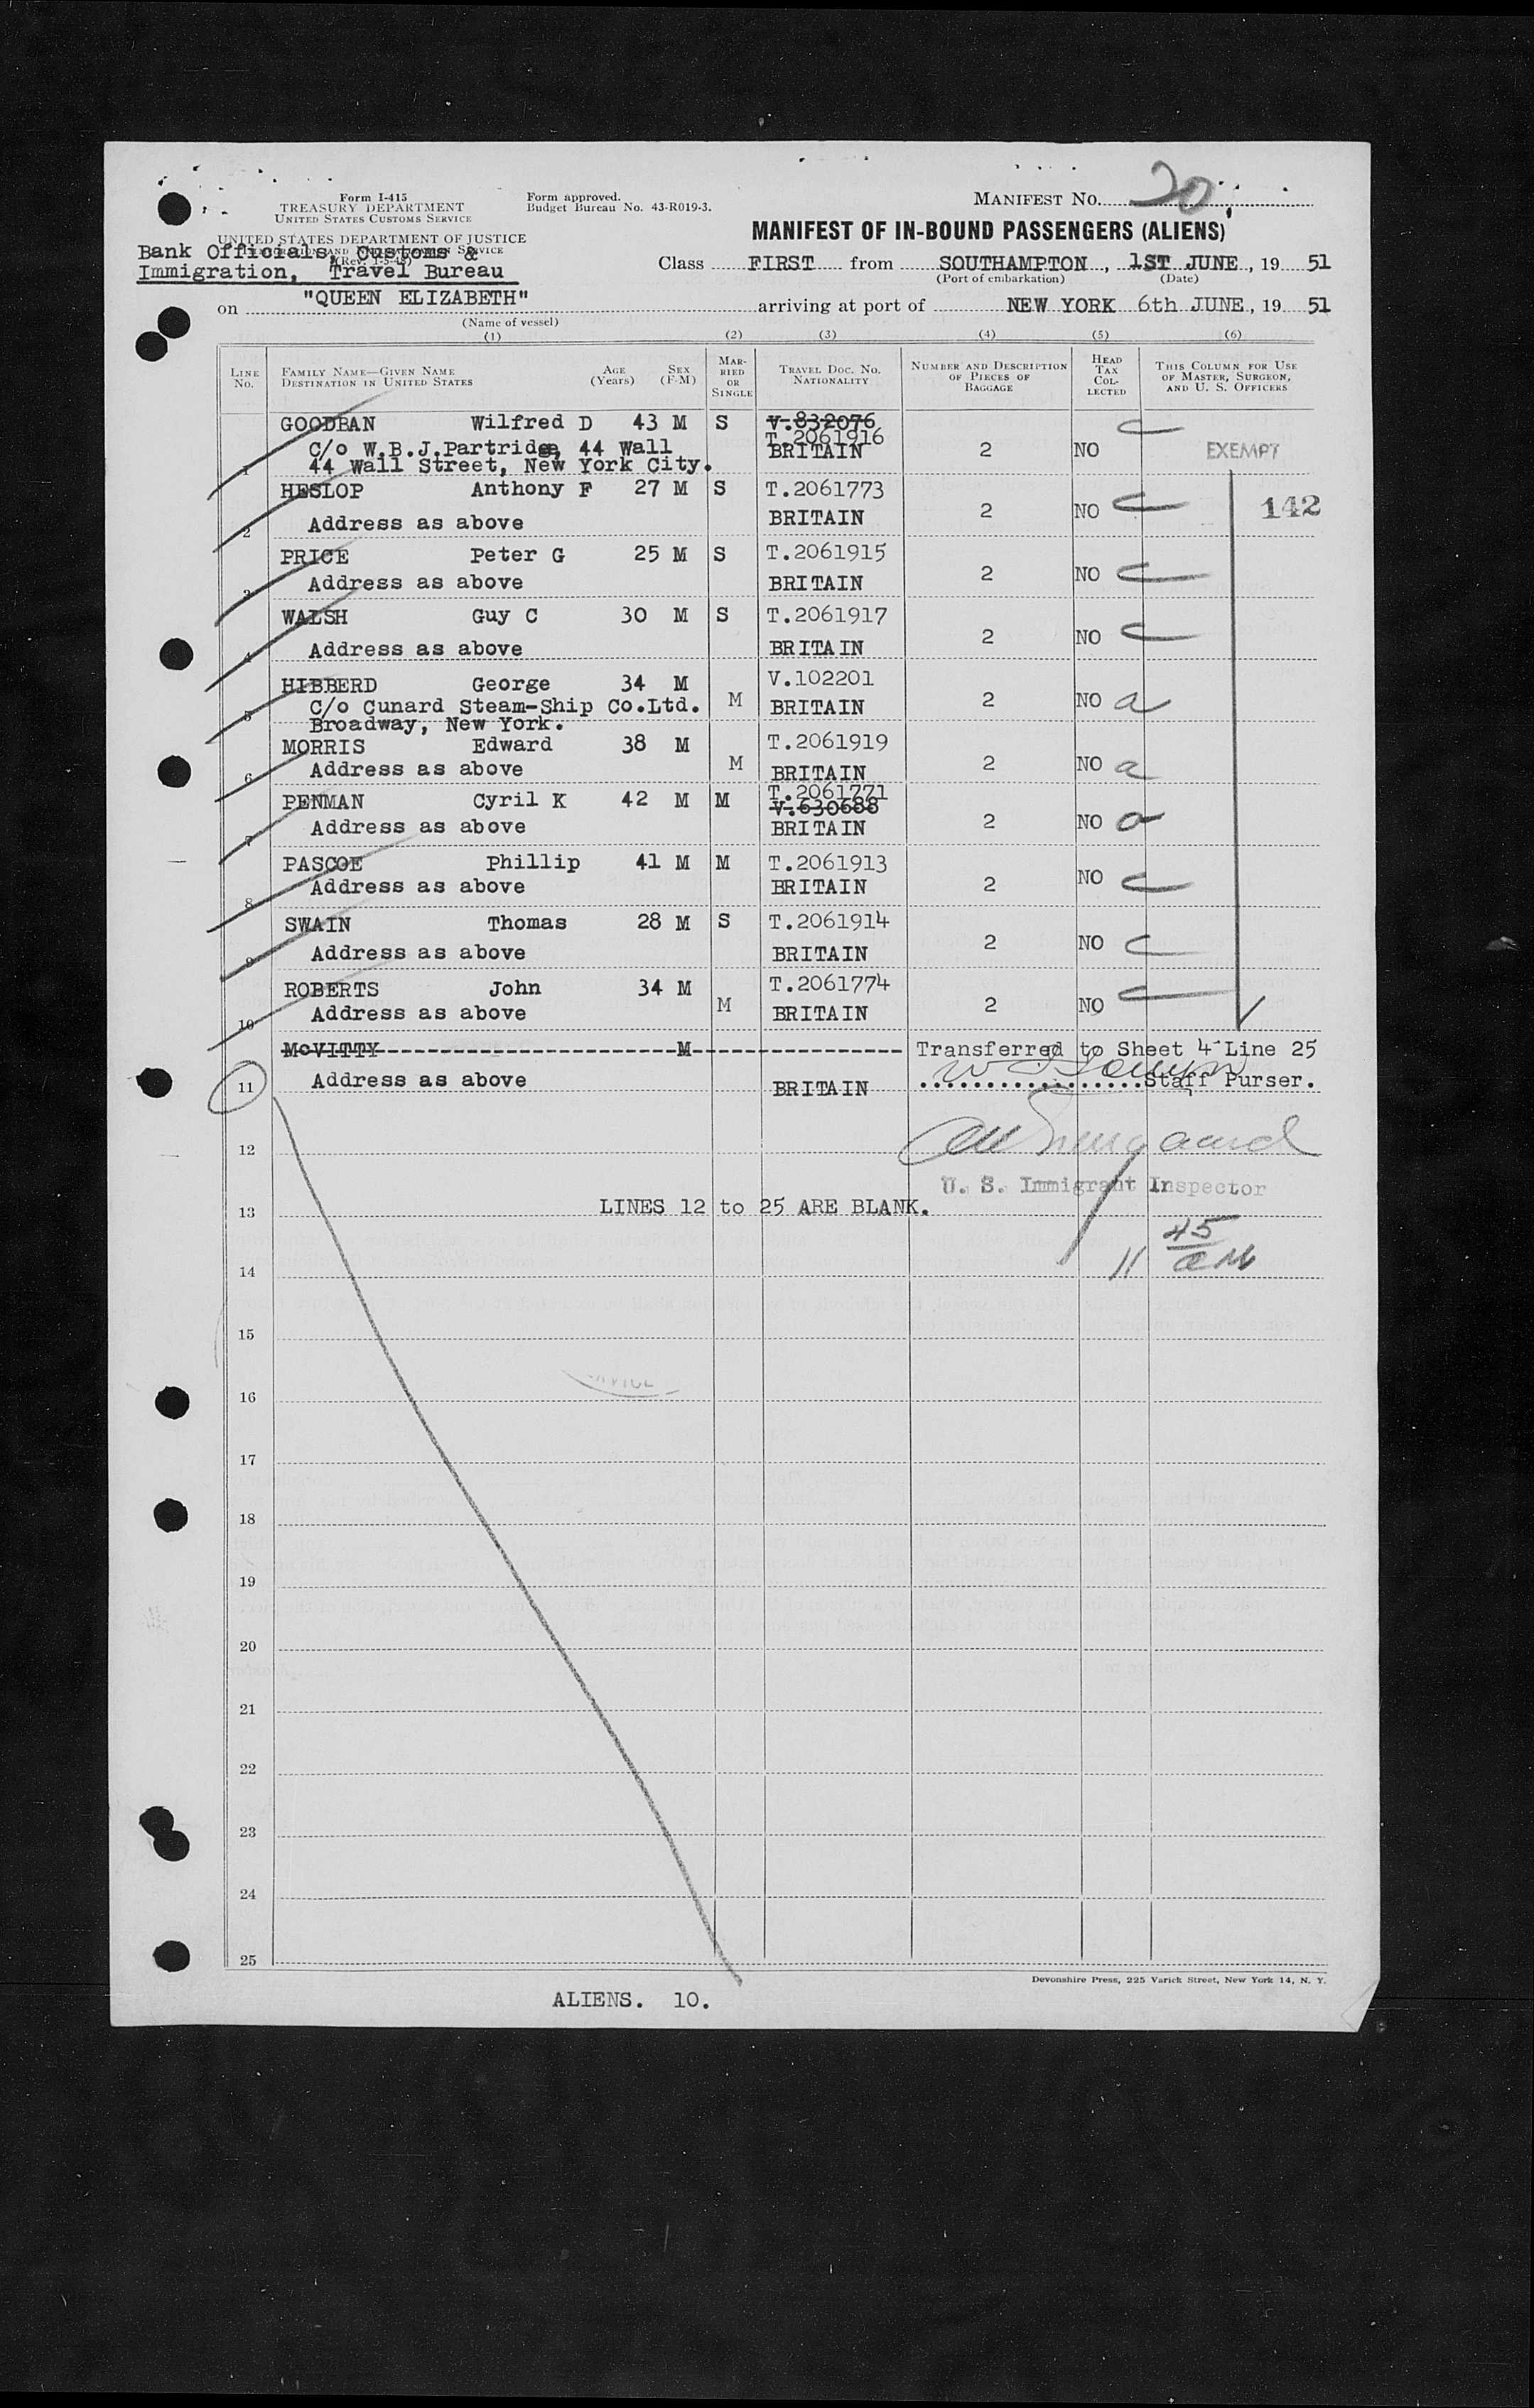 Form I-415
TREASURY DEPARTMENT
UNITED STATES CUSTOMS SERVICE
UNITED STATES DEPARTMENT OF JUSTICE
Form approved.
Budget Bureau No. 43-R019-3.
MANIFEST No. 20
MANIFEST OF IN-BOUND PASSENGERS (ALIENS)
Bank Officials, Customs &
Immigration, Travel Bureau
Class FIRST from SOUTHAMPTON, 1ST JUNE, 19 51
(Port of embarkation) (Date)
on "QUEEN ELIZABETH" arriving at port of NEW YORK 6th JUNE, 19 51
(Name of vessel)
(1) (2) (3) (4) (5) (6)
LINE No. FAMILY NAME—GIVEN NAME DESTINATION IN UNITED STATES AGE (Years) SEX (F-M) MARRIED OR SINGLE TRAVEL DOC. NO. NATIONALITY NUMBER AND DESCRIPTION OF PIECES OF BAGGAGE HEAD TAX COLLECTED THIS COLUMN FOR USE OF MASTER, SURGEON, AND U. S. OFFICERS
GOODBAN Wilfred D 43 M S V.832076
T.2061916
C/o W.B.J.Partridge, 44 Wall BRITAIN 2 NO C EXEMPT
1 44 Wall Street, New York City.
HESLOP Anthony F 27 M S T.2061773
2 Address as above BRITAIN 2 NO C 142
PRICE Peter G 25 M S T.2061915
3 Address as above BRITAIN 2 NO C
WALSH Guy C 30 M S T.2061917
4 Address as above BRITAIN 2 NO C
HIBBERD George 34 M V.102201
5 C/o Cunard Steam-Ship Co.Ltd. M BRITAIN 2 NO a
Broadway, New York.
MORRIS Edward 38 M T.2061919
6 Address as above M BRITAIN 2 NO a
T.2061771
PENMAN Cyril K 42 M M V.630688
7 Address as above BRITAIN 2 NO a
PASCOE Phillip 41 M M T.2061913
8 Address as above BRITAIN 2 NO C
SWAIN Thomas 28 M S T.2061914
9 Address as above BRITAIN 2 NO C
ROBERTS John 34 M T.2061774
10 Address as above M BRITAIN 2 NO C
McVITTY M Transferred to Sheet 4 Line 25
11 Address as above BRITAIN Staff Purser.
12
U. S. Immigrant Inspector
13 LINES 12 to 25 ARE BLANK.
11 45 AM
14
15
16
17
18
19
20
21
22
23
24
25
Devonshire Press, 225 Varick Street, New York 14, N. Y.
ALIENS. 10.